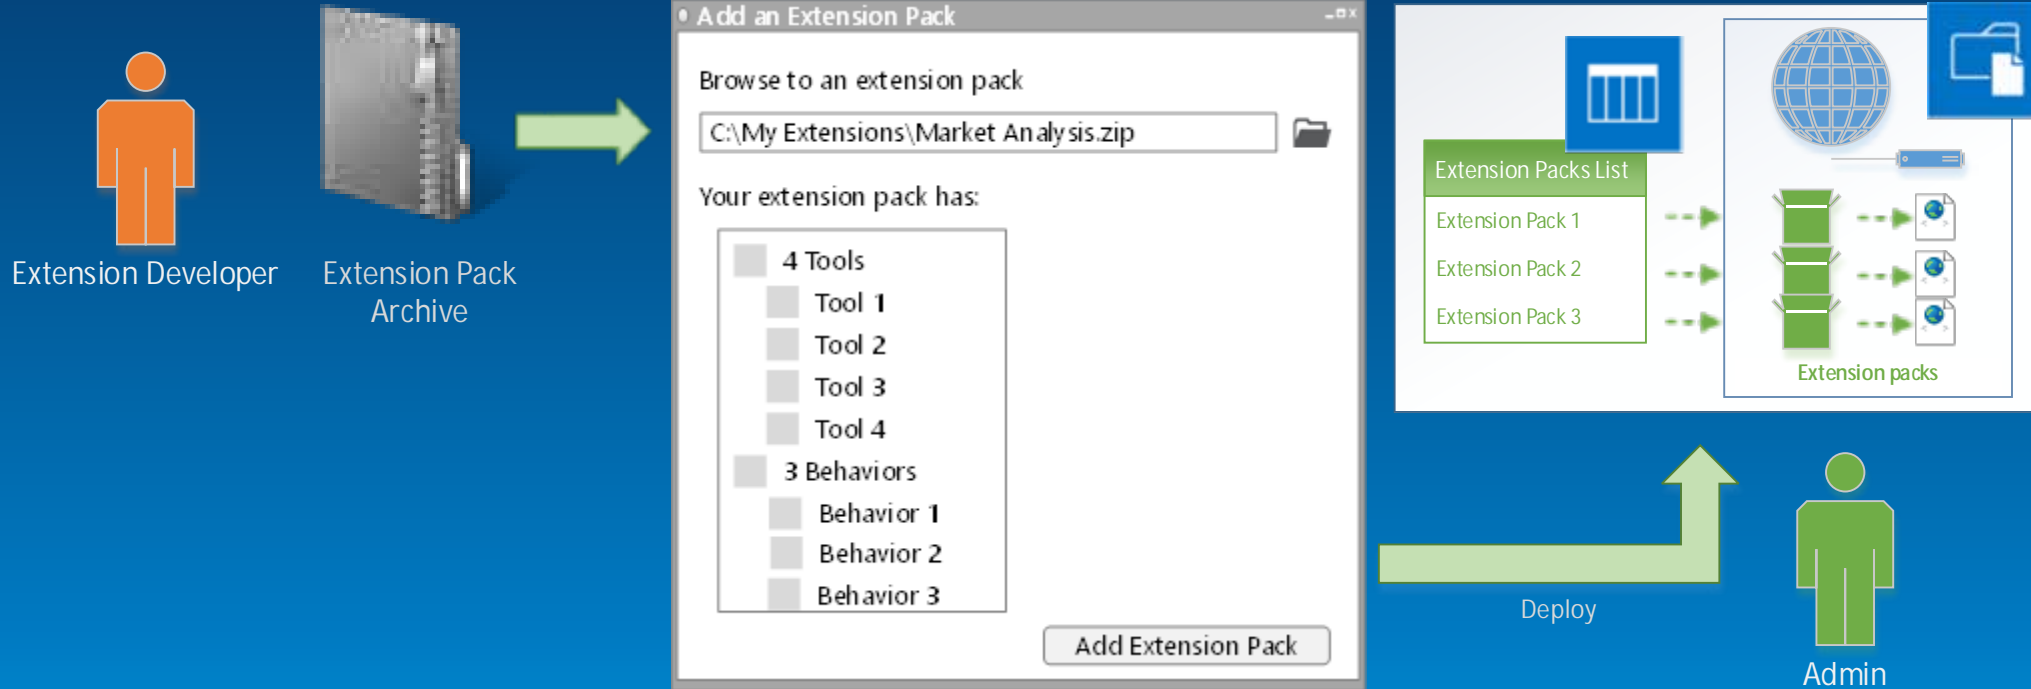 Extension Developer
Extension Pack
Archive
Add an Extension Pack
Browse to an extension pack
C:\My Extensions\Market Analysis.zip
Your extension pack has:
4 Tools
Tool 1
Tool 2
Tool 3
Tool 4
3 Behaviors
Behavior 1
Behavior 2
Behavior 3
Add Extension Pack
Extension Packs List
Extension Pack 1
Extension Pack 2
Extension Pack 3
Extension packs
Deploy
Admin